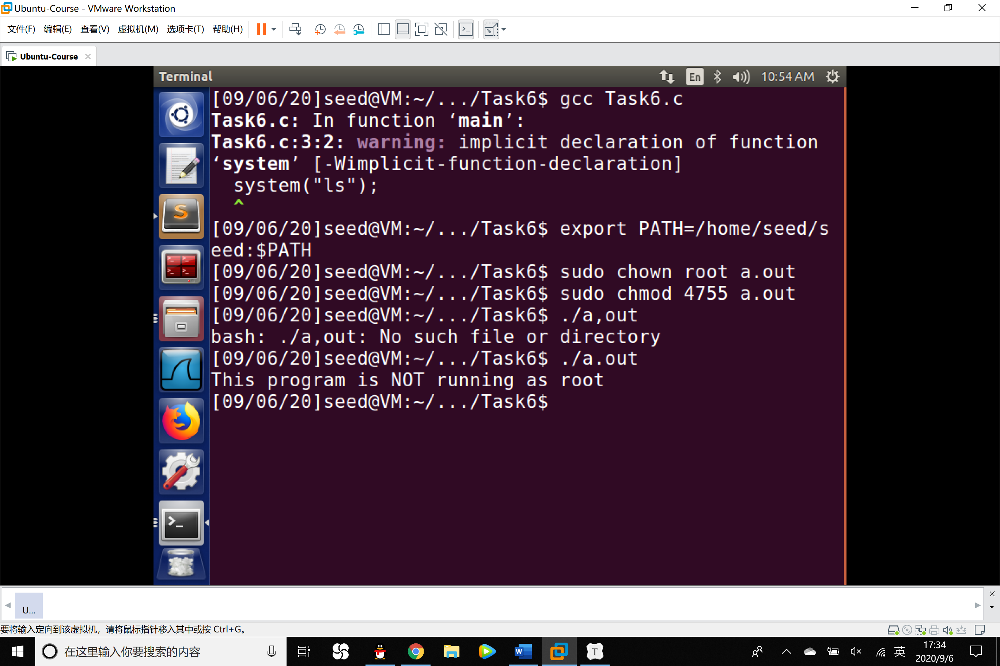 Ubuntu-Course - VMware Workstation
文件(F) 编辑(E) 查看(V) 虚拟机(M) 选项卡(T) 帮助(H)
Ubuntu-Course
Terminal
En
10:54 AM
[09/06/20]seed@VM:~/.../Task6$ gcc Task6.c
Task6.c: In function ‘main’:
Task6.c:3:2: warning: implicit declaration of function
‘system’ [-Wimplicit-function-declaration]
system("ls");
^
[09/06/20]seed@VM:~/.../Task6$ export PATH=/home/seed/s
eed:$PATH
[09/06/20]seed@VM:~/.../Task6$ sudo chown root a.out
[09/06/20]seed@VM:~/.../Task6$ sudo chmod 4755 a.out
[09/06/20]seed@VM:~/.../Task6$ ./a,out
bash: ./a,out: No such file or directory
[09/06/20]seed@VM:~/.../Task6$ ./a.out
This program is NOT running as root
[09/06/20]seed@VM:~/.../Task6$
U...
要将输入定向到该虚拟机，请将鼠标指针移入其中或按 Ctrl+G。
在这里输入你要搜索的内容
英
17:34
2020/9/6